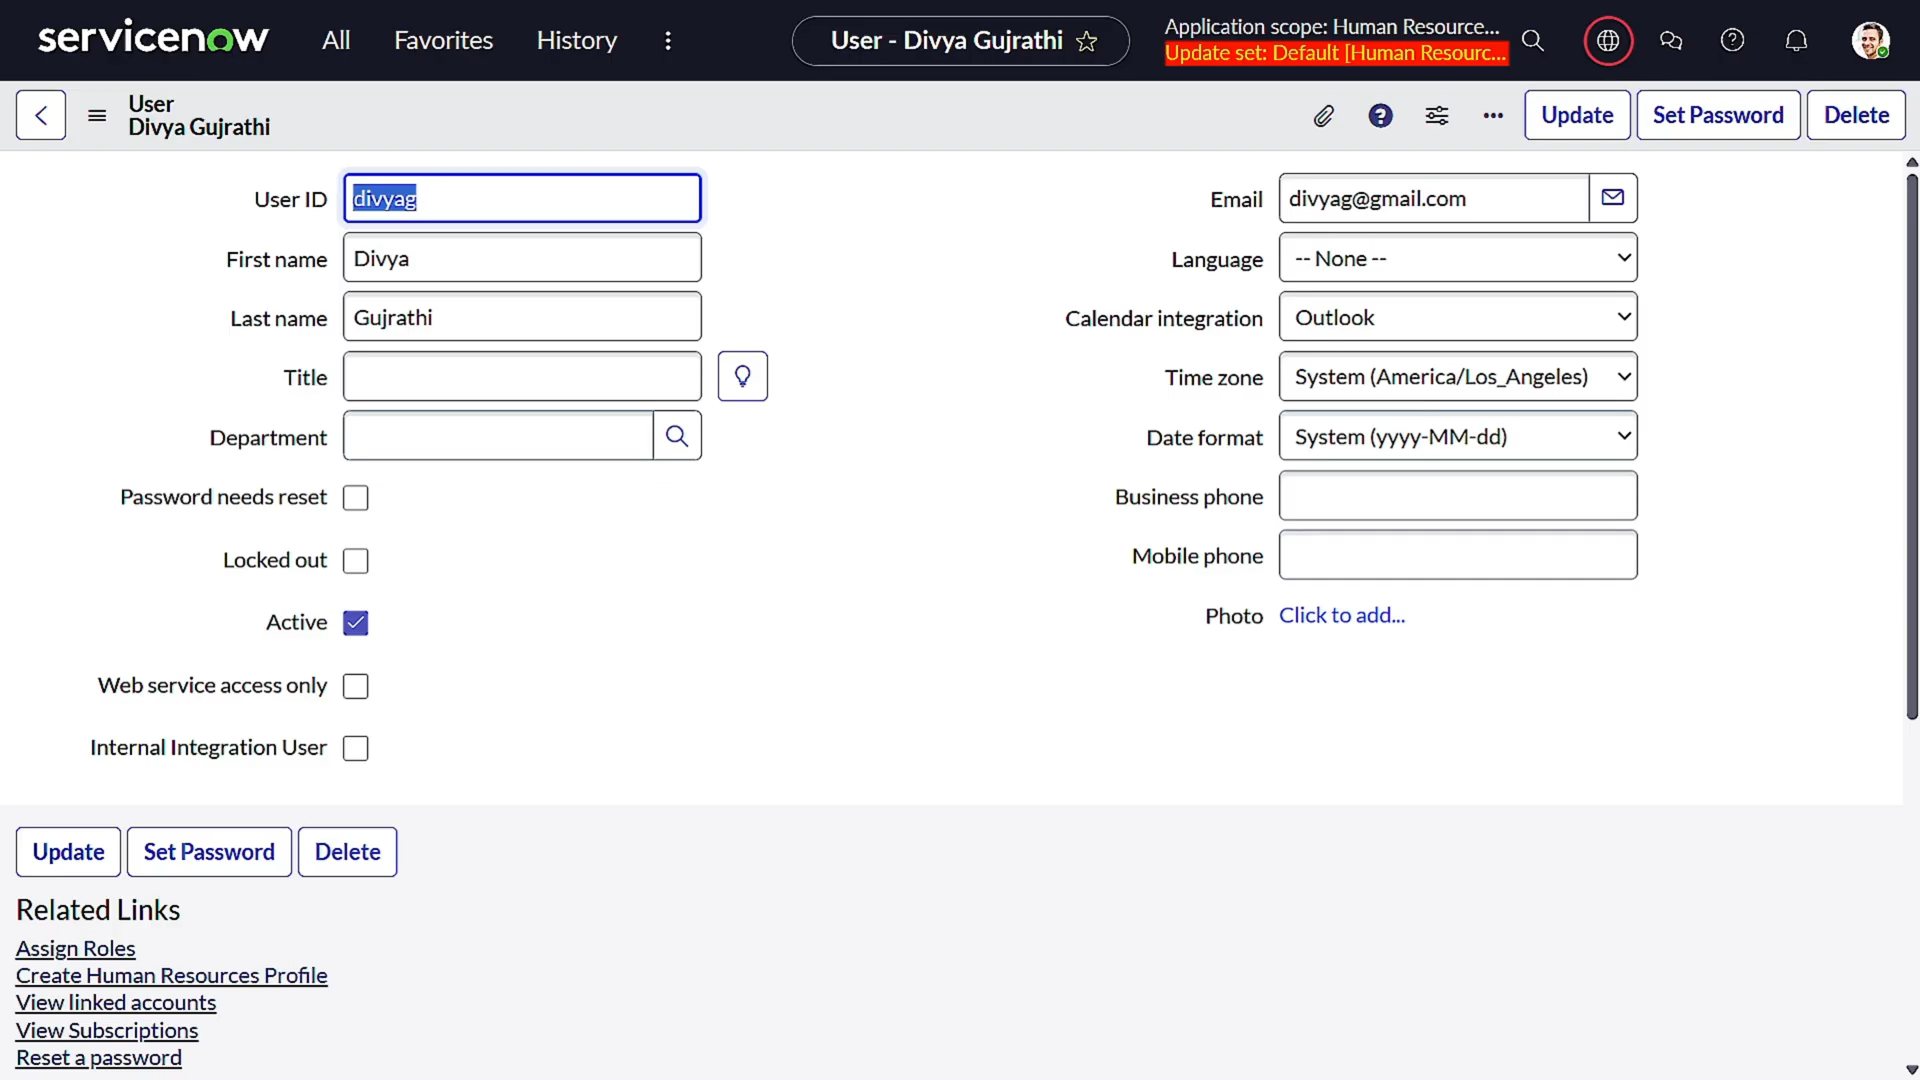 servicenow
All
Favorites
History
User - Divya Gujrathi
Application scope: Human Resource...
Update set: Default [Human Resourc...
User
Divya Gujrathi
Update
Set Password
Delete
User ID
divyag
First name
Divya
Last name
Gujrathi
Title
Department
Password needs reset
Locked out
Active
Web service access only
Internal Integration User
Email
divyag@gmail.com
Language
-- None --
Calendar integration
Outlook
Time zone
System (America/Los_Angeles)
Date format
System (yyyy-MM-dd)
Business phone
Mobile phone
Photo
Click to add...
Update
Set Password
Delete
Related Links
Assign Roles
Create Human Resources Profile
View linked accounts
View Subscriptions
Reset a password